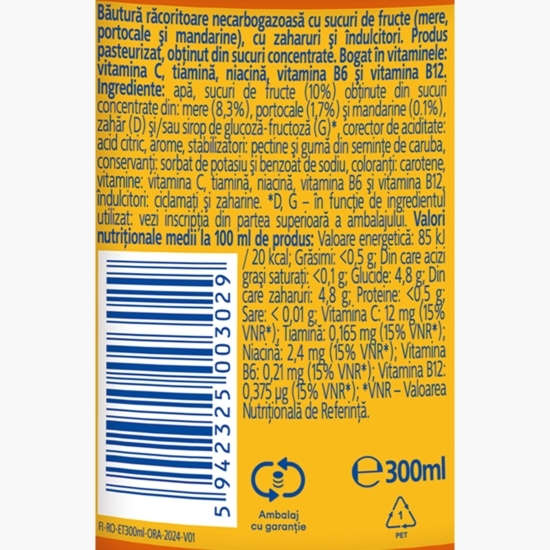 Băutură răcoritoare necarbogazoasă cu sucuri de fructe (mere,
portocale și mandarine), cu zaharuri și îndulcitori. Produs
pasteurizat, obținut din sucuri concentrate. Bogat în vitaminele:
vitamina C, tiamină, niacină, vitamina B6 și vitamina B12.
Ingrediente: apă, sucuri de fructe (10%) obținute din sucuri
concentrate din: mere (8,3%), portocale (1,7%) și mandarine (0.1%),
zahăr (D) și/sau sirop de glucoză-fructoză (G)*, corector de aciditate:
acid citric, arome, stabilizatori: pectine și gumă din semințe de caruba,
conservanți: sorbat de potasiu și benzoat de sodiu, coloranți: carotene,
vitamine: vitamina C, tiamină, niacină, vitamina B6 și vitamina B12,
îndulcitori: ciclamați și zaharine. *D, G – în funcție de ingredientul
utilizat: vezi inscripția din partea superioară a ambalajului. Valori
nutriționale medii la 100 ml de produs: Valoare energetică: 85 kJ
/ 20 kcal; Grăsimi: <0,5 g; Din care acizi
grași saturați: <0,1 g; Glucide: 4,8 g; Din
care zaharuri: 4,8 g; Proteine: <0,5 g;
Sare: < 0,01 g; Vitamina C: 12 mg (15%
VNR*); Tiamină: 0,165 mg (15% VNR*);
Niacină: 2,4 mg (15% VNR*); Vitamina
B6: 0,21 mg (15% VNR*); Vitamina B12:
0,375 µg (15% VNR*); *VNR – Valoarea
Nutrițională de Referință.
5 942325 003029
Ambalaj
cu garanție
℮300ml
1
PET
FI-RO-ET300ml-ORA-2024-V01